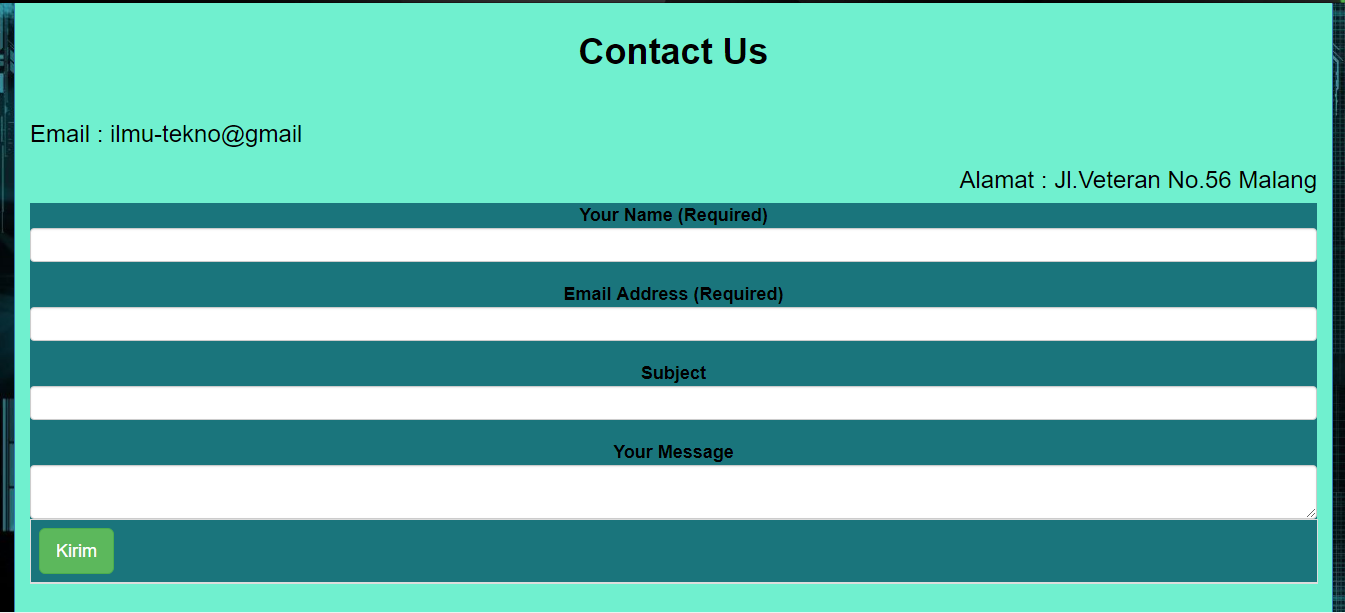 Contact Us
Email : ilmu-tekno@gmail
Alamat : Jl.Veteran No.56 Malang
Your Name (Required)
Email Address (Required)
Subject
Your Message
Kirim